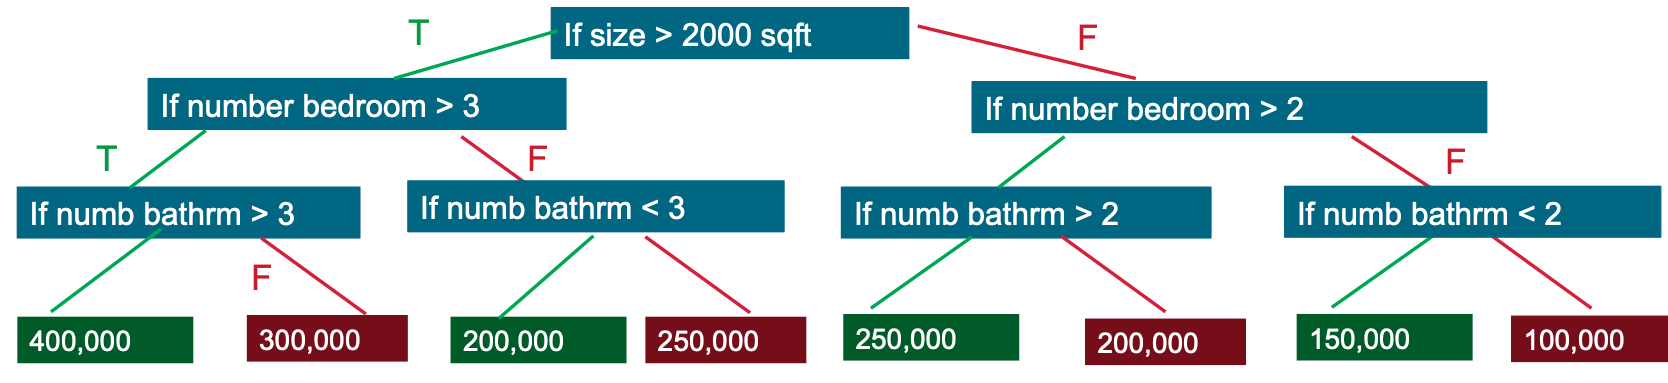 T
If size > 2000 sqft
F
If number bedroom > 3
If number bedroom > 2
T
F
F
If numb bathrm > 3
If numb bathrm < 3
If numb bathrm > 2
If numb bathrm < 2
F
400,000
300,000
200,000
250,000
250,000
200,000
150,000
100,000